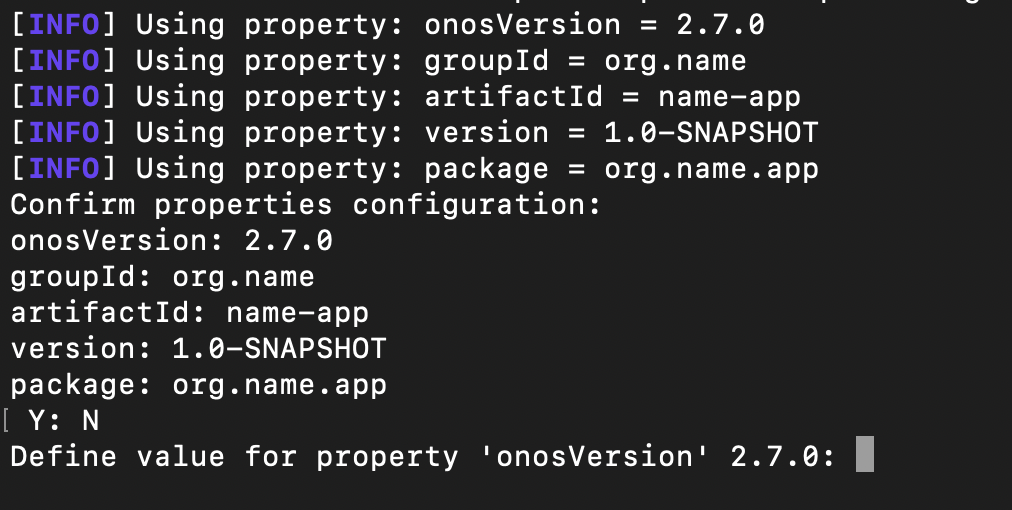 [INFO] Using property: onosVersion = 2.7.0
[INFO] Using property: groupId = org.name
[INFO] Using property: artifactId = name-app
[INFO] Using property: version = 1.0-SNAPSHOT
[INFO] Using property: package = org.name.app
Confirm properties configuration:
onosVersion: 2.7.0
groupId: org.name
artifactId: name-app
version: 1.0-SNAPSHOT
package: org.name.app
[ Y: N
Define value for property 'onosVersion' 2.7.0: